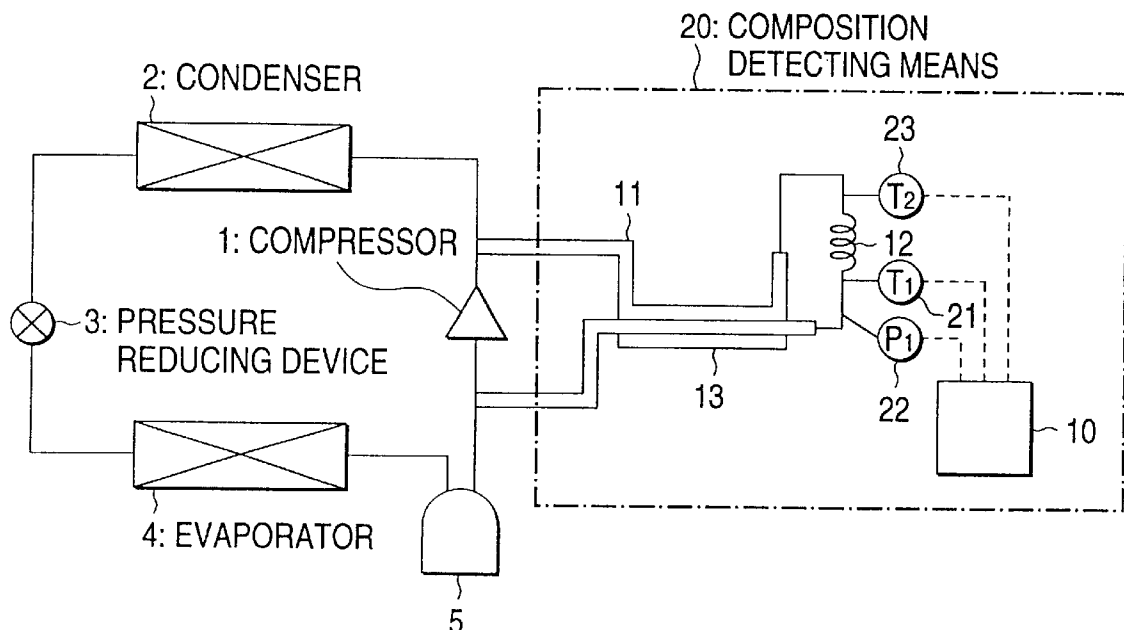 20: COMPOSITION
DETECTING MEANS
2: CONDENSER
23
T2
11
12
1: COMPRESSOR
T1
21
3: PRESSURE
REDUCING DEVICE
P1
22
13
10
4: EVAPORATOR
5